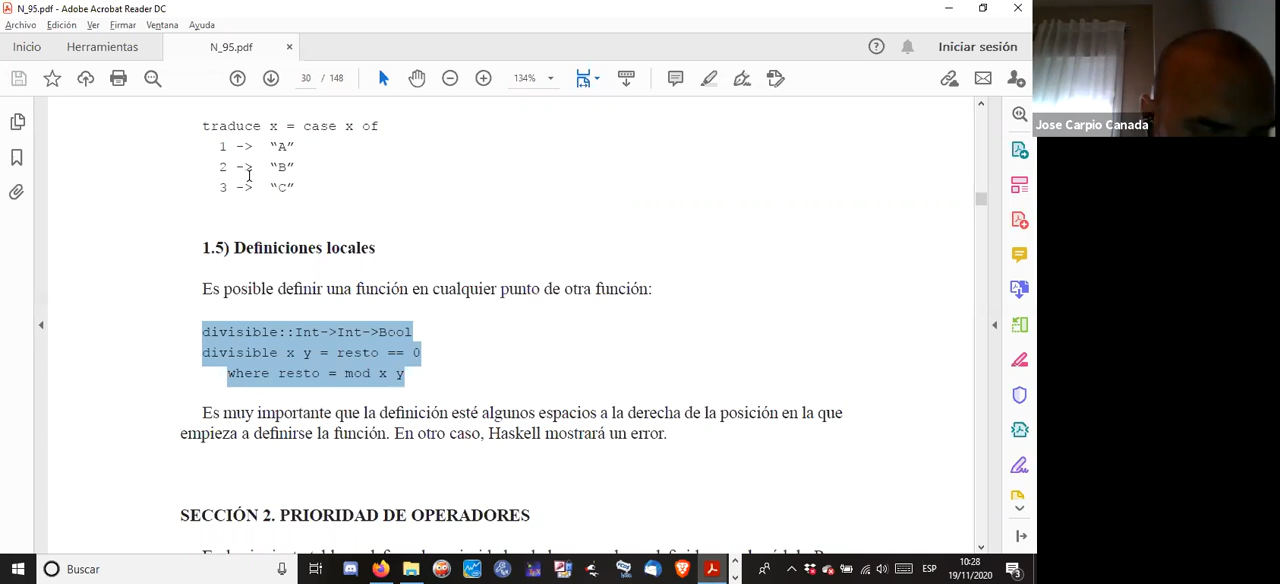 N_95.pdf - Adobe Acrobat Reader DC
Archivo Edición Ver Firmar Ventana Ayuda
Inicio Herramientas N_95.pdf × Iniciar sesión
30 / 148 134%
Jose Carpio Canada
traduce x = case x of
1 -> “A”
2 -> “B”
3 -> “C”
1.5) Definiciones locales
Es posible definir una función en cualquier punto de otra función:
divisible::Int->Int->Bool
divisible x y = resto == 0
where resto = mod x y
Es muy importante que la definición esté algunos espacios a la derecha de la posición en la que
empieza a definirse la función. En otro caso, Haskell mostrará un error.
SECCIÓN 2. PRIORIDAD DE OPERADORES
Buscar
ESP
10:28
19/11/2020
3